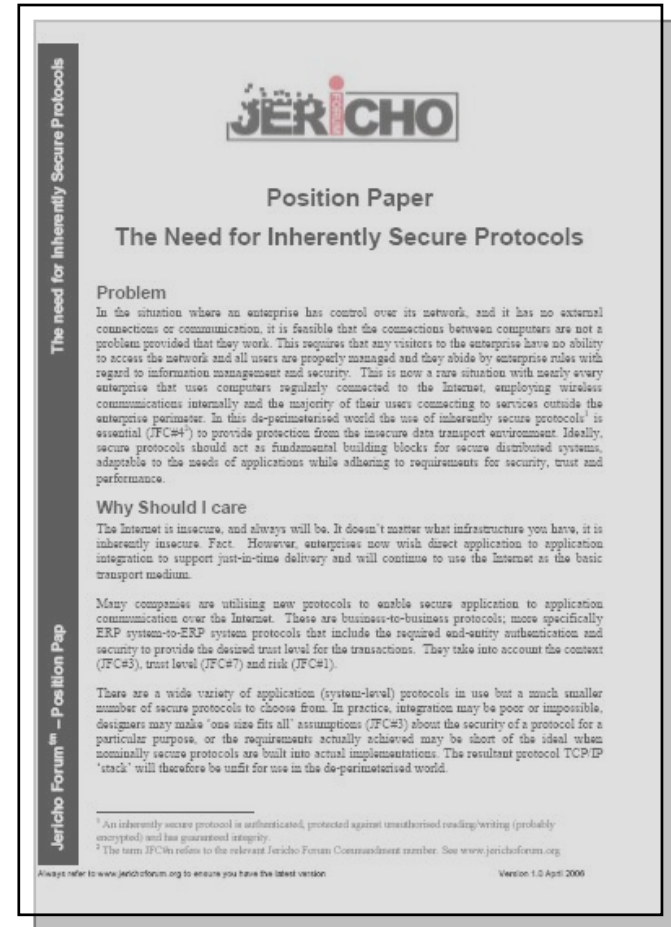 The need for Inherently Secure Protocols
Jericho Forum™ – Position Pap
JERiCHO
FORUM
Position Paper
The Need for Inherently Secure Protocols
Problem
In the situation where an enterprise has control over its network, and it has no external
connections or communication, it is feasible that the connections between computers are not a
problem provided that they work. This requires that any visitors to the enterprise have no ability
to access the network and all users are properly managed and they abide by enterprise rules with
regard to information management and security. This is now a rare situation with nearly every
enterprise that uses computers regularly connected to the Internet, employing wireless
communications internally and the majority of their users connecting to services outside the
enterprise perimeter. In this de-perimeterised world the use of inherently secure protocols¹ is
essential (JFC#4²) to provide protection from the insecure data transport environment. Ideally,
secure protocols should act as fundamental building blocks for secure distributed systems,
adaptable to the needs of applications while adhering to requirements for security, trust and
performance.
Why Should I care
The Internet is insecure, and always will be. It doesn't matter what infrastructure you have, it is
inherently insecure. Fact. However, enterprises now wish direct application to application
integration to support just-in-time delivery and will continue to use the Internet as the basic
transport medium.
Many companies are utilising new protocols to enable secure application to application
communication over the Internet. These are business-to-business protocols; more specifically
ERP system-to-ERP system protocols that include the required end-entity authentication and
security to provide the desired trust level for the transactions. They take into account the context
(JFC#3), trust level (JFC#7) and risk (JFC#1).
There are a wide variety of application (system-level) protocols in use but a much smaller
number of secure protocols to choose from. In practice, integration may be poor or impossible,
designers may make 'one size fits all' assumptions (JFC#3) about the security of a protocol for a
particular purpose, or the requirements actually achieved may be short of the ideal when
nominally secure protocols are built into actual implementations. The resultant protocol TCP/IP
'stack' will therefore be unfit for use in the de-perimeterised world.
¹ An inherently secure protocol is authenticated, protected against unauthorised reading/writing (probably
encrypted) and has guaranteed integrity.
² The term JFC#n refers to the relevant Jericho Forum Commandment number. See www.jerichoforum.org
Always refer to www.jerichoforum.org to ensure you have the latest version
Version 1.0 April 2006